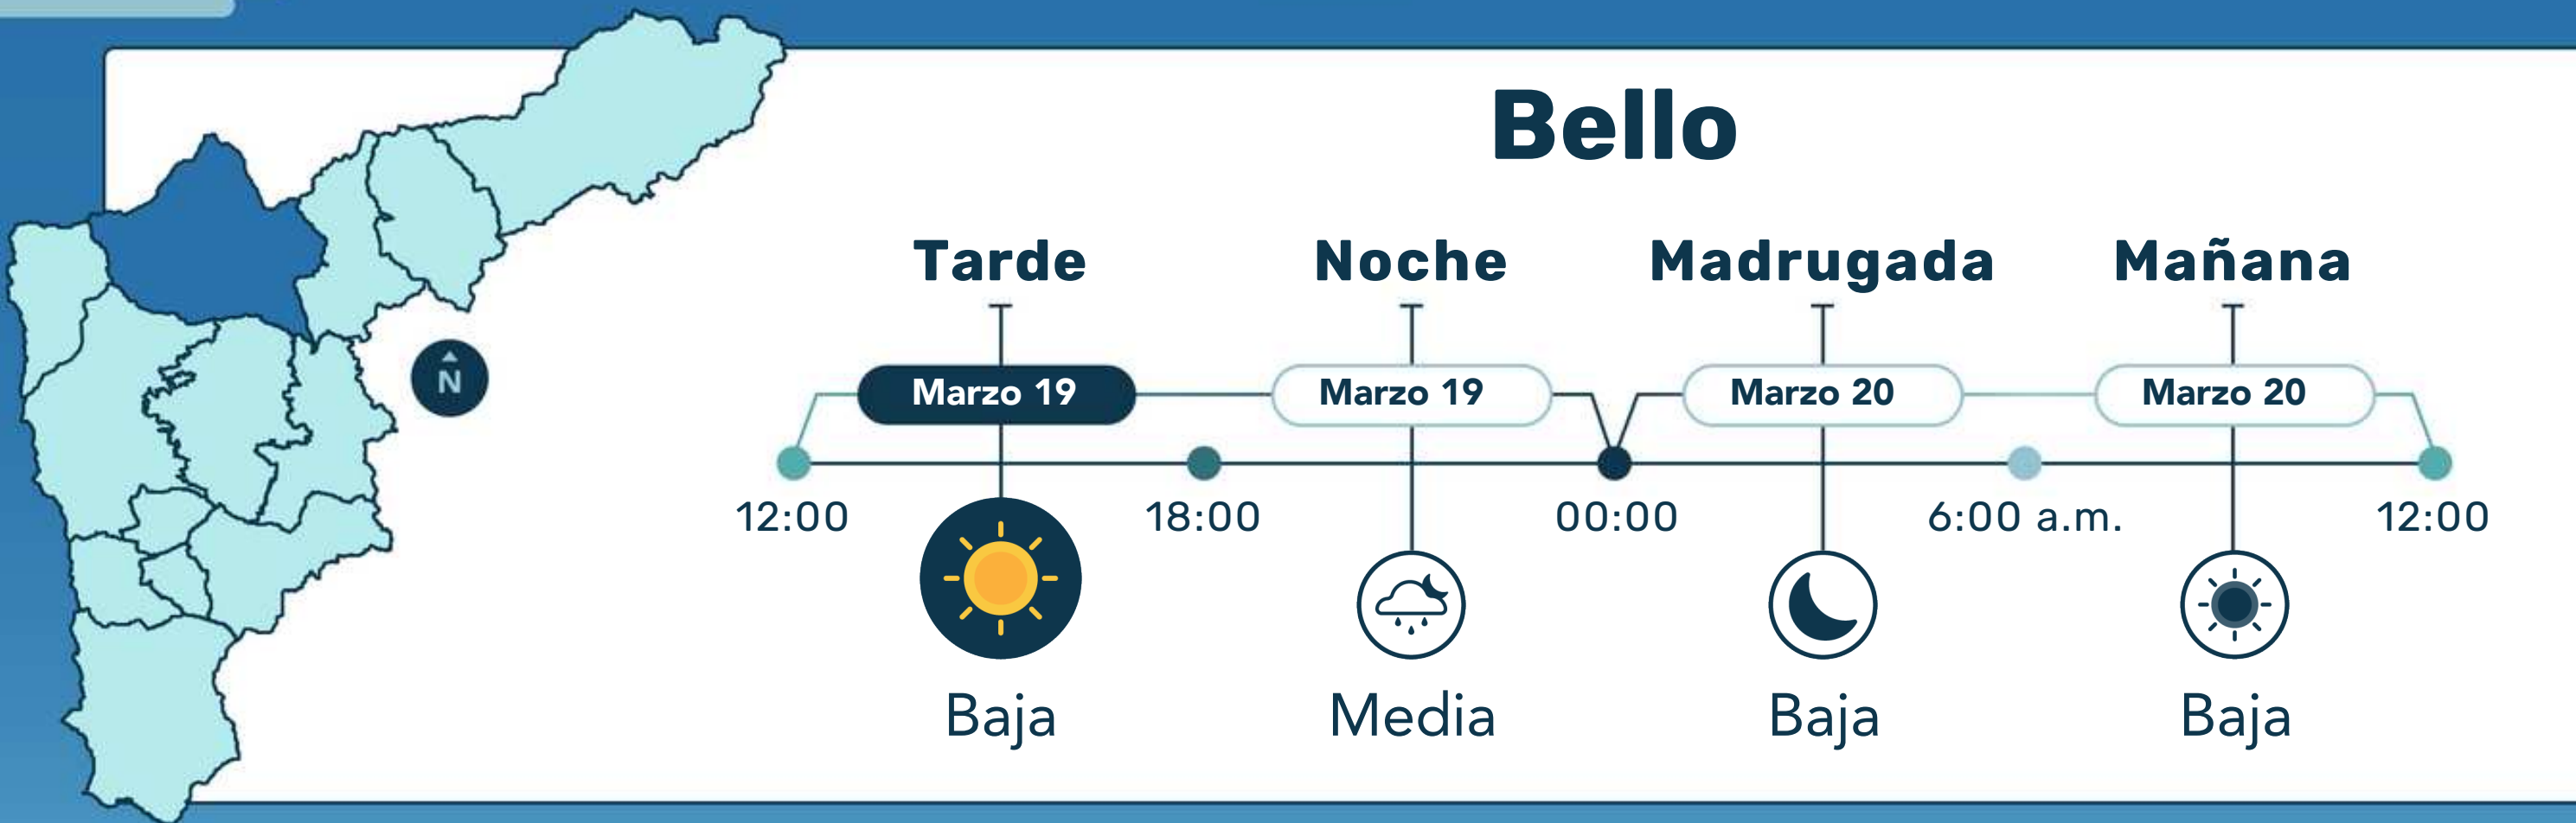 Bello
Tarde Noche Madrugada Mañana
Marzo 19 Marzo 19 Marzo 20 Marzo 20
N
12:00 18:00 00:00 6:00 a.m. 12:00
Baja Media Baja Baja